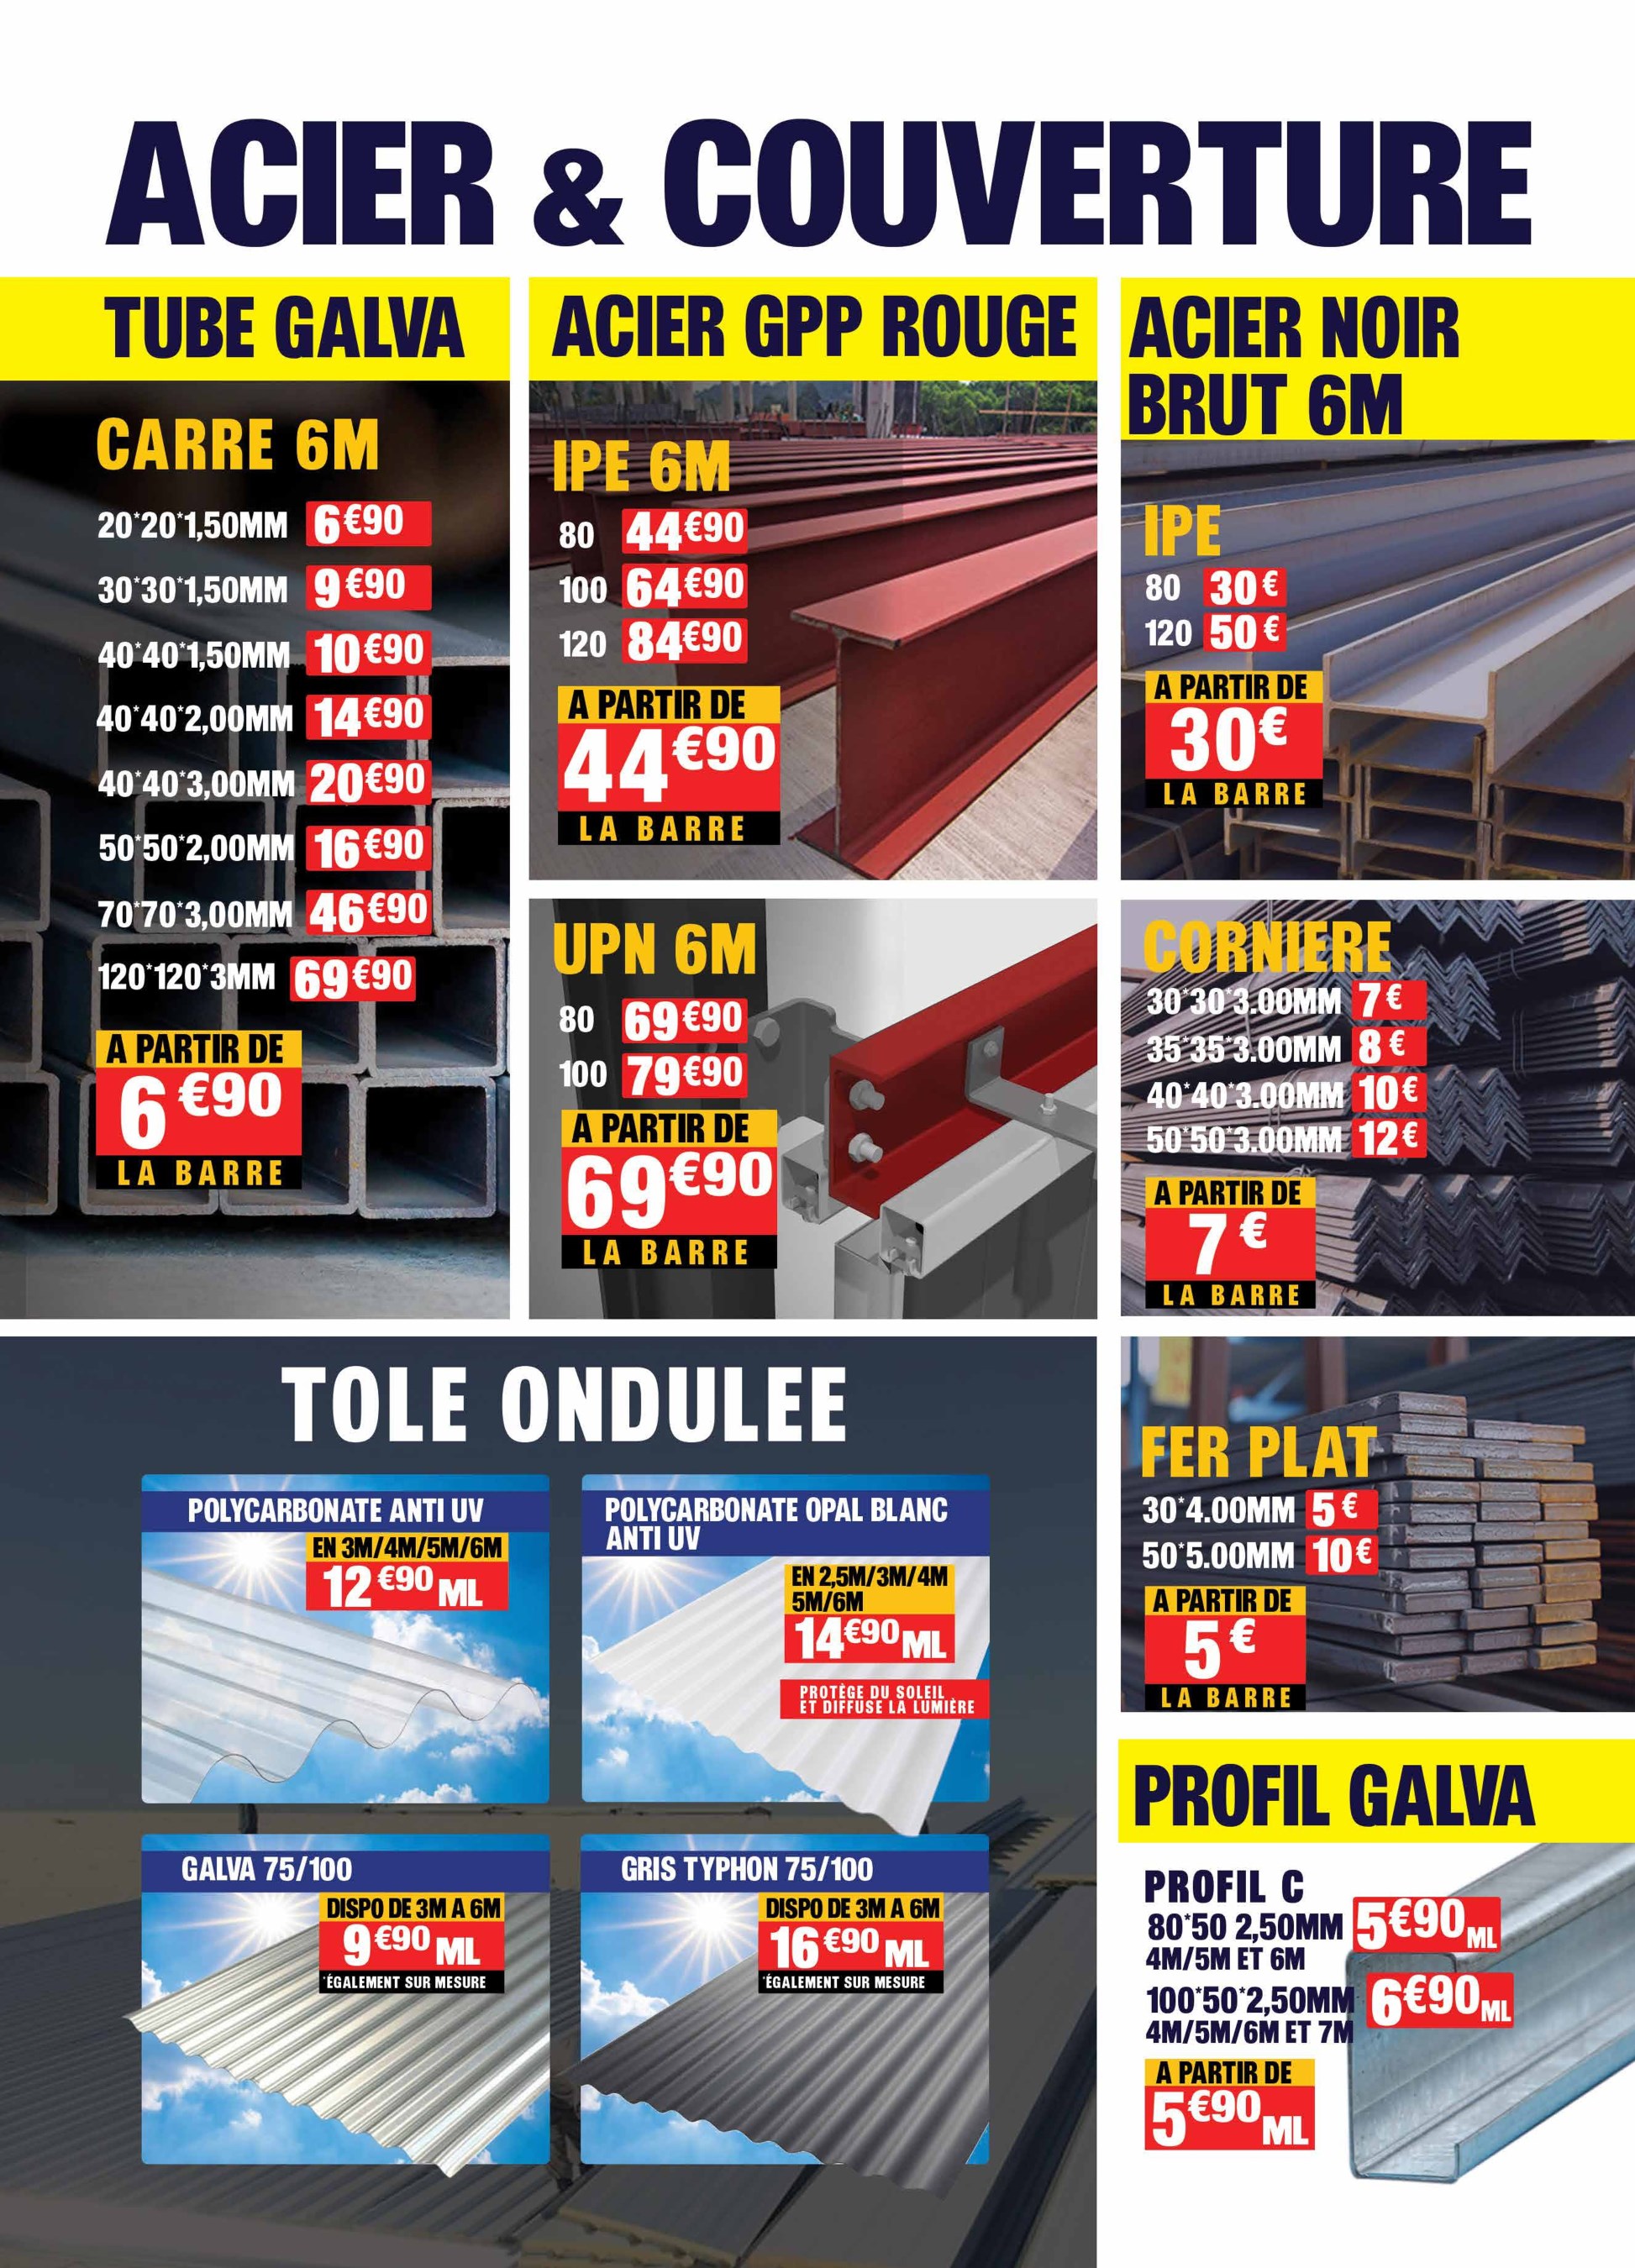 ACIER & COUVERTURE
TUBE GALVA
CARRE 6M
20*20*1,50MM 6€90
30*30*1,50MM 9€90
40*40*1,50MM 10€90
40*40*2,00MM 14€90
40*40*3,00MM 20€90
50*50*2,00MM 16€90
70*70*3,00MM 46€90
120*120*3MM 69€90
A PARTIR DE
6€90
LA BARRE
ACIER GPP ROUGE
IPE 6M
80 44€90
100 64€90
120 84€90
A PARTIR DE
44€90
LA BARRE
UPN 6M
80 69€90
100 79€90
A PARTIR DE
69€90
LA BARRE
ACIER NOIR
BRUT 6M
IPE
80 30€
120 50€
A PARTIR DE
30€
LA BARRE
CORNIERE
30*30*3.00MM 7€
35*35*3.00MM 8€
40*40*3.00MM 10€
50*50*3.00MM 12€
A PARTIR DE
7€
LA BARRE
FER PLAT
30*4.00MM 5€
50*5.00MM 10€
A PARTIR DE
5€
LA BARRE
TOLE ONDULEE
POLYCARBONATE ANTI UV
EN 3M/4M/5M/6M
12€90 ML
POLYCARBONATE OPAL BLANC
ANTI UV
EN 2,5M/3M/4M
5M/6M
14€90 ML
PROTÈGE DU SOLEIL
ET DIFFUSE LA LUMIÈRE
GALVA 75/100
DISPO DE 3M A 6M
9€90 ML
*ÉGALEMENT SUR MESURE
GRIS TYPHON 75/100
DISPO DE 3M A 6M
16€90 ML
*ÉGALEMENT SUR MESURE
PROFIL GALVA
PROFIL C
80*50 2,50MM 5€90 ML
4M/5M ET 6M
100*50*2,50MM 6€90 ML
4M/5M/6M ET 7M
A PARTIR DE
5€90 ML